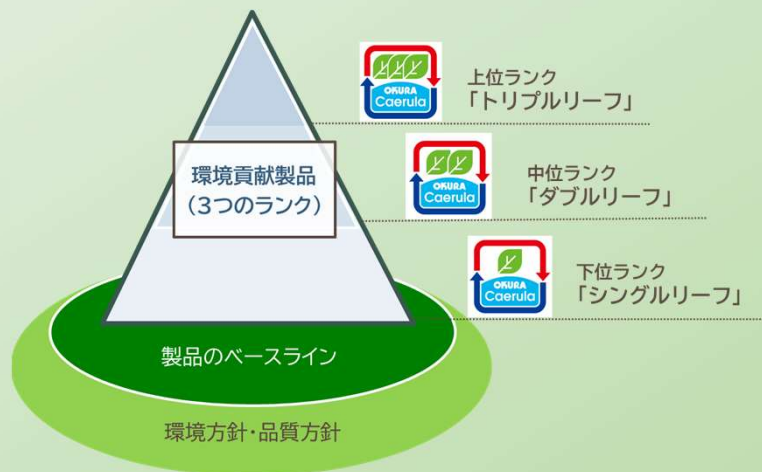 OKURA
Caerula
上位ランク
「トリプルリーフ」
環境貢献製品
(3つのランク)
OKURA
Caerula
中位ランク
「ダブルリーフ」
OKURA
Caerula
下位ランク
「シングルリーフ」
製品のベースライン
環境方針・品質方針